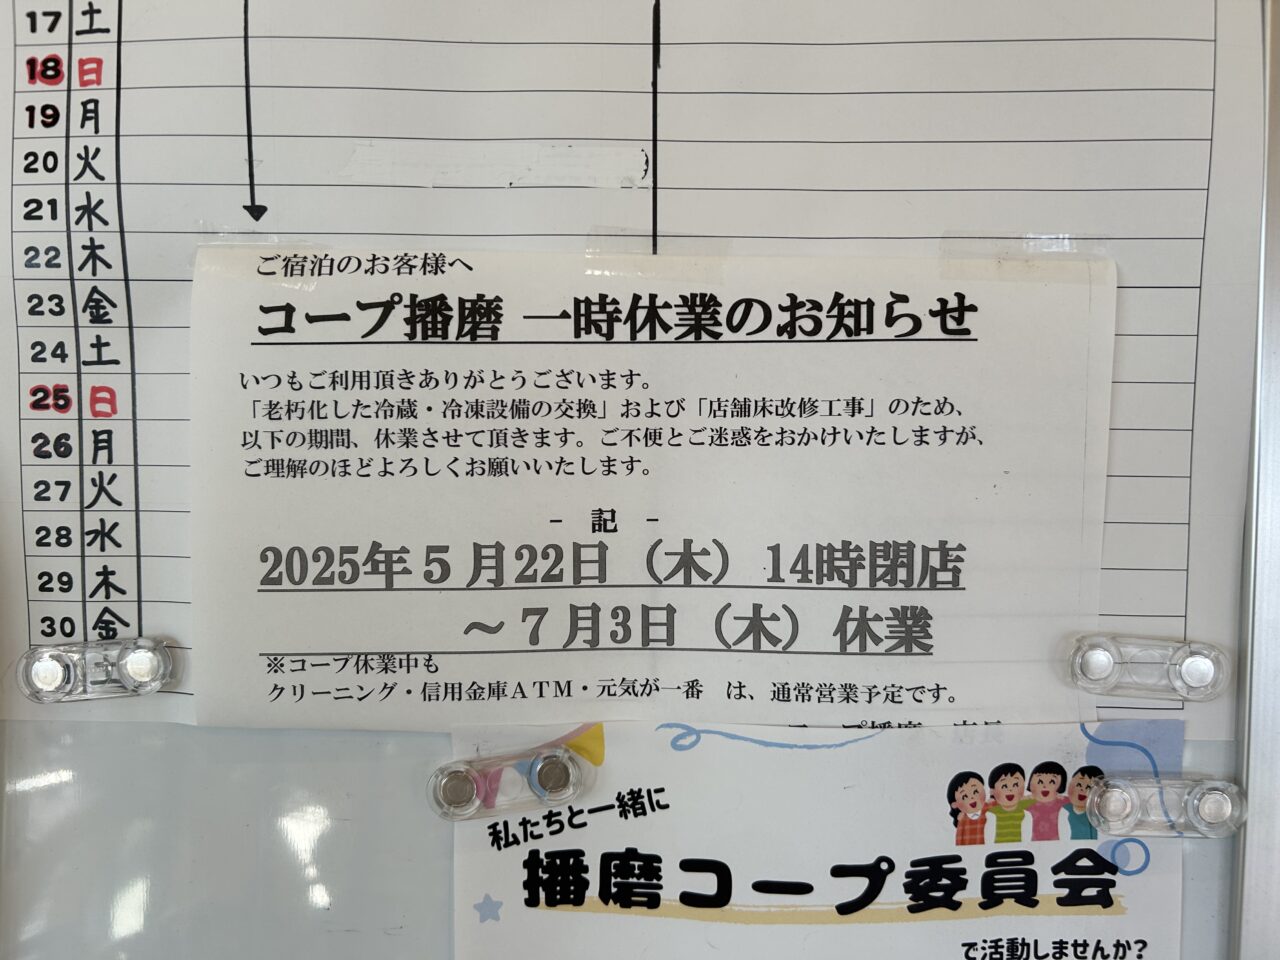 17 土
18 日
19 月
20 火
21 水
22 木
23 金
24 土
25 日
26 月
27 火
28 水
29 木
30 金
土
ご宿泊のお客様へ
コープ播磨 一時休業のお知らせ
いつもご利用頂きありがとうございます。
「老朽化した冷蔵・冷凍設備の交換」および「店舗床改修工事」のため、
以下の期間、休業させて頂きます。ご不便とご迷惑をおかけいたしますが、
ご理解のほどよろしくお願いいたします。
- 記 -
2025年５月22日（木）14時閉店
～７月3日（木）休業
※コープ休業中も
クリーニング・信用金庫ＡＴＭ・元気が一番 は、通常営業予定です。
コープ播磨 店長
私たちと一緒に
播磨コープ委員会
で活動しませんか?